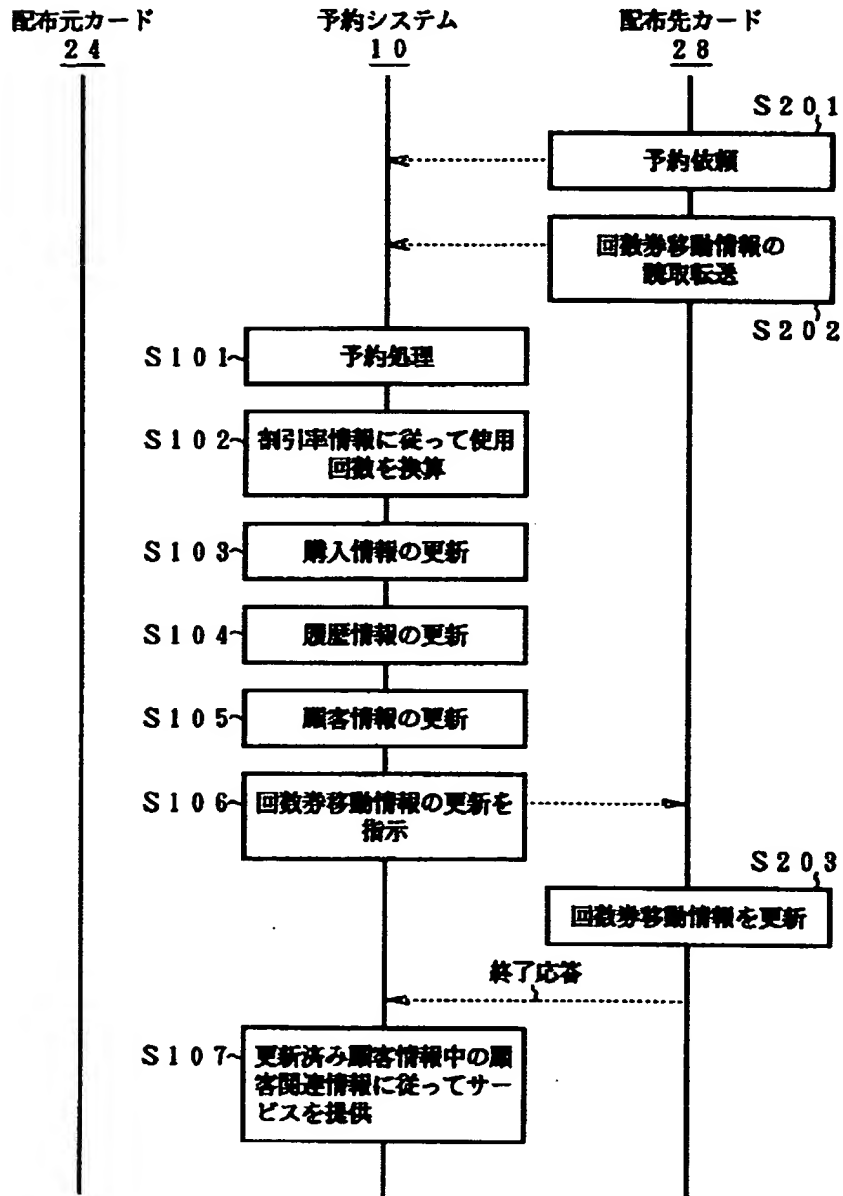 配布元カード
24
予約システム
10
配布先カード
28
S201
予約依頼
回数券移動情報の
読取転送
S202
S101
予約処理
S102
割引率情報に従って使用
回数を換算
S103
購入情報の更新
S104
履歴情報の更新
S105
顧客情報の更新
S106
回数券移動情報の更新を
指示
S203
回数券移動情報を更新
終了応答
S107
更新済み顧客情報中の顧
客関連情報に従ってサー
ビスを提供